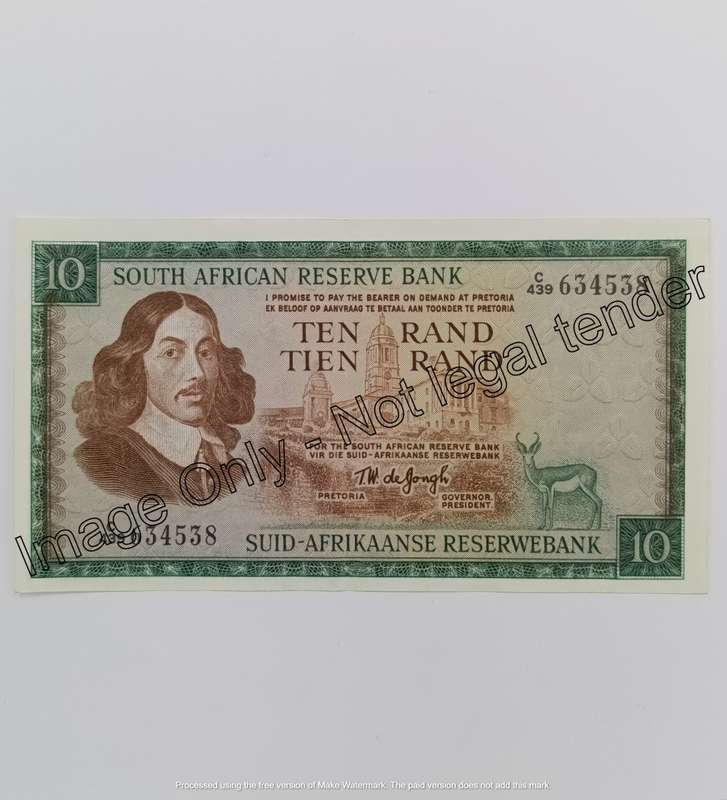 10
SOUTH AFRICAN RESERVE BANK
C/439 634538
I PROMISE TO PAY THE BEARER ON DEMAND AT PRETORIA
EK BELOOF OP AANVRAAG TE BETAAL AAN TOONDER TE PRETORIA
TEN RAND
TIEN RAND
FOR THE SOUTH AFRICAN RESERVE BANK
VIR DIE SUID-AFRIKAANSE RESERWEBANK
T.W. de Jongh
PRETORIA
GOVERNOR.
PRESIDENT.
634538
SUID-AFRIKAANSE RESERWEBANK
10
Image Only - Not legal tender
Processed using the free version of Make Watermark. The paid version does not add this mark.